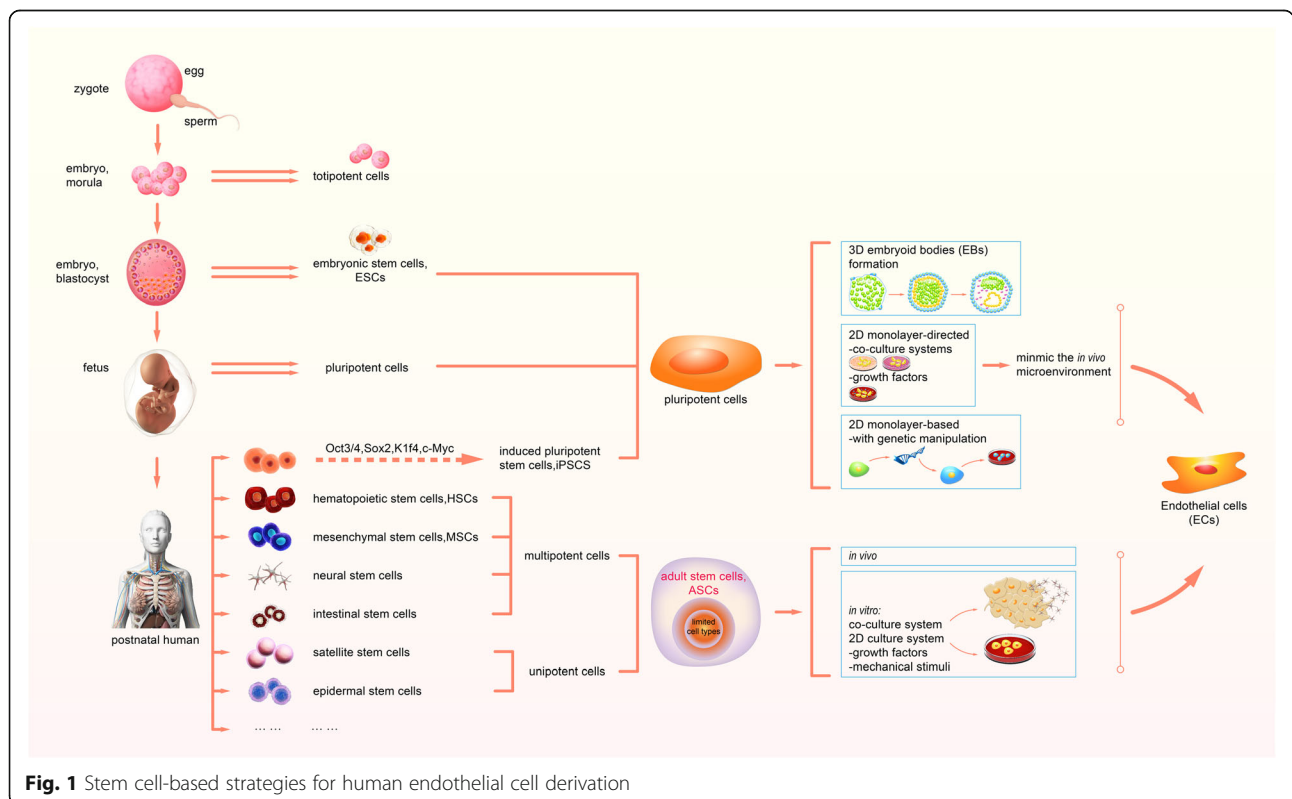 egg
zygote
sperm
embryo,
morula
totipotent cells
embryo,
blastocyst
embryonic stem cells,
ESCs
fetus
pluripotent cells
Oct3/4,Sox2,K1f4,c-Myc
induced pluripotent
stem cells,iPSCS
hematopoietic stem cells,HSCs
mesenchymal stem cells,MSCs
neural stem cells
intestinal stem cells
postnatal human
satellite stem cells
epidermal stem cells
... ... ... ...
multipotent cells
unipotent cells
pluripotent cells
adult stem cells,
ASCs
limited
cell types
3D embryoid bodies (EBs)
formation
2D monolayer-directed
-co-culture systems
-growth factors
minmic the in vivo
microenvironment
2D monolayer-based
-with genetic manipulation
in vivo
in vitro:
co-culture system
2D culture system
-growth factors
-mechanical stimuli
Endothelial cells
(ECs)
Fig. 1 Stem cell-based strategies for human endothelial cell derivation